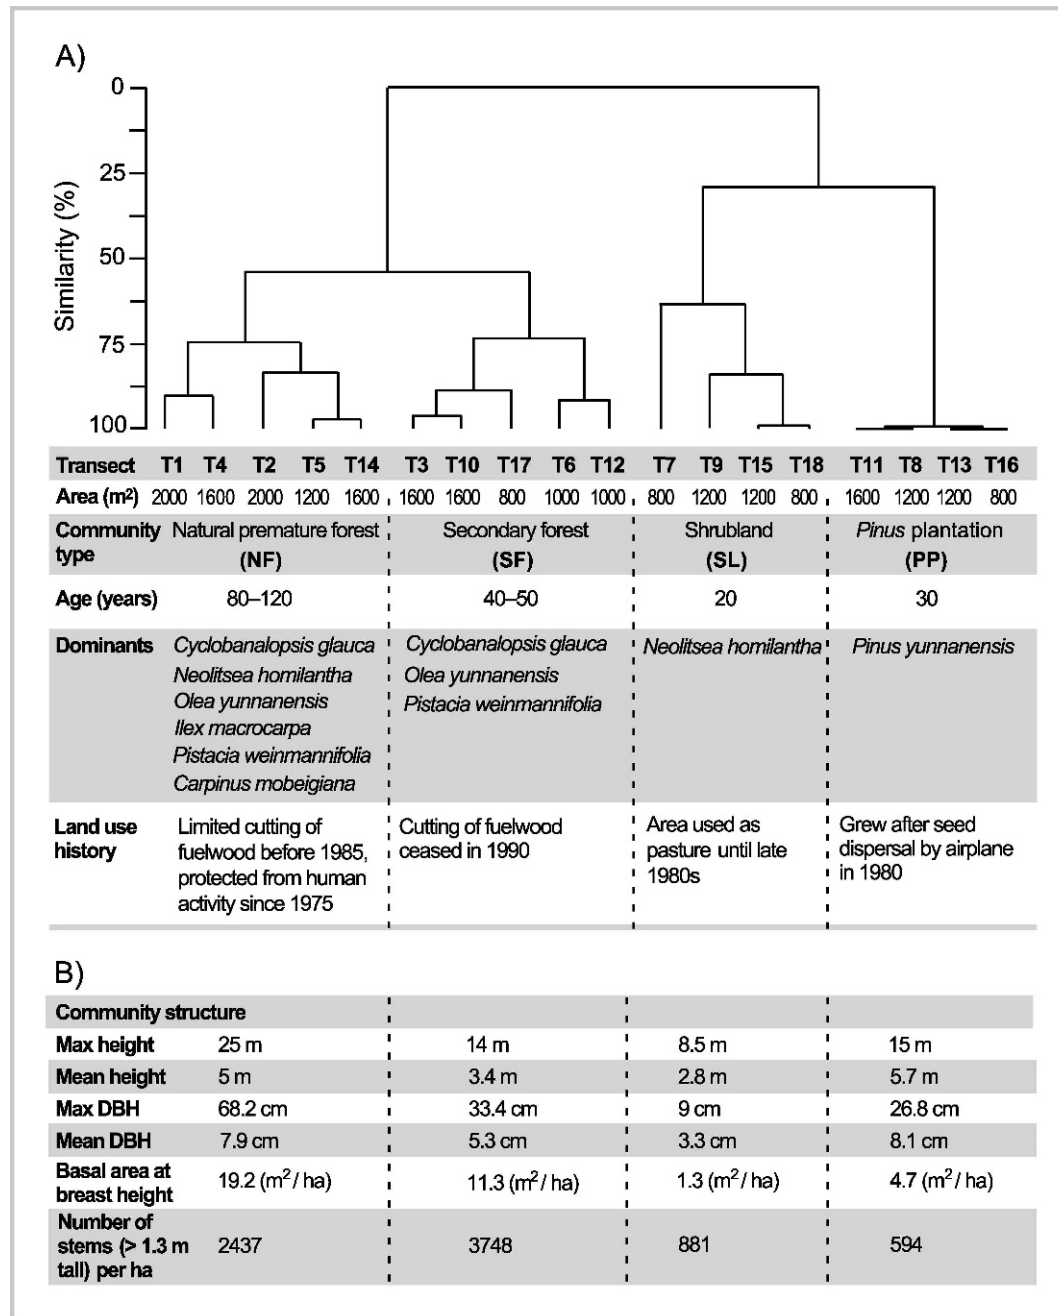 A)
Similarity (%)
0
25
50
75
100
Transect T1 T4 T2 T5 T14 T3 T10 T17 T6 T12 T7 T9 T15 T18 T11 T8 T13 T16
Area (m²) 2000 1600 2000 1200 1600 1600 1600 800 1000 1000 800 1200 1200 800 1600 1200 1200 800
Community type Natural premature forest (NF) Secondary forest (SF) Shrubland (SL) Pinus plantation (PP)
Age (years) 80–120 40–50 20 30
Dominants Cyclobanalopsis glauca Cyclobanalopsis glauca Neolitsea homilantha Pinus yunnanensis
Neolitsea homilantha Olea yunnanensis
Olea yunnanensis Pistacia weinmannifolia
Ilex macrocarpa
Pistacia weinmannifolia
Carpinus mobeigiana
Land use history
Limited cutting of
fuelwood before 1985,
protected from human
activity since 1975
Cutting of fuelwood
ceased in 1990
Area used as
pasture until late
1980s
Grew after seed
dispersal by airplane
in 1980
B)
Community structure
Max height 25 m 14 m 8.5 m 15 m
Mean height 5 m 3.4 m 2.8 m 5.7 m
Max DBH 68.2 cm 33.4 cm 9 cm 26.8 cm
Mean DBH 7.9 cm 5.3 cm 3.3 cm 8.1 cm
Basal area at breast height 19.2 (m²/ ha) 11.3 (m²/ ha) 1.3 (m²/ ha) 4.7 (m²/ ha)
Number of stems (> 1.3 m tall) per ha 2437 3748 881 594